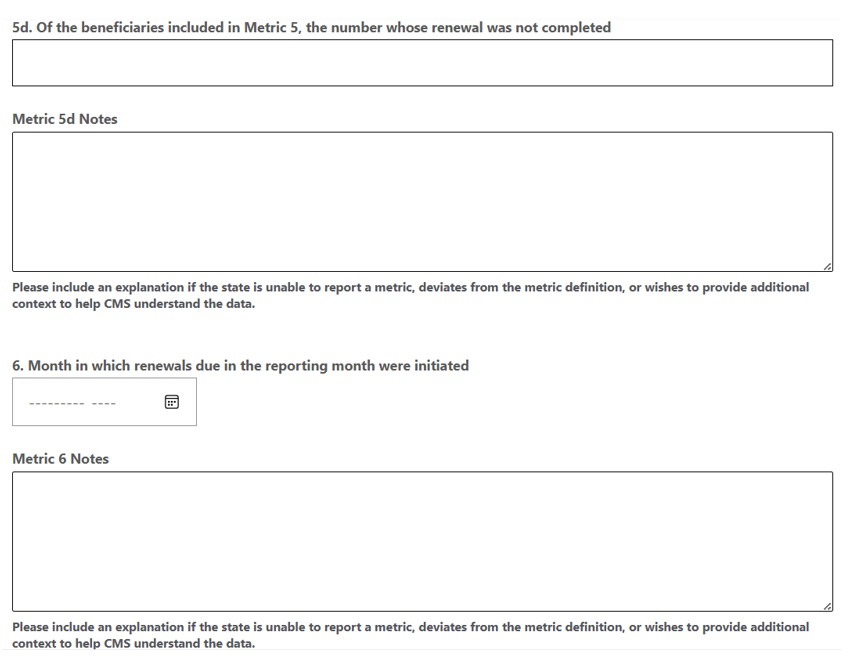 5d. Of the beneficiaries included in Metric 5, the number whose renewal was not completed
Metric 5d Notes
Please include an explanation if the state is unable to report a metric, deviates from the metric definition, or wishes to provide additional
context to help CMS understand the data.
6. Month in which renewals due in the reporting month were initiated
--------- ----
Metric 6 Notes
Please include an explanation if the state is unable to report a metric, deviates from the metric definition, or wishes to provide additional
context to help CMS understand the data.